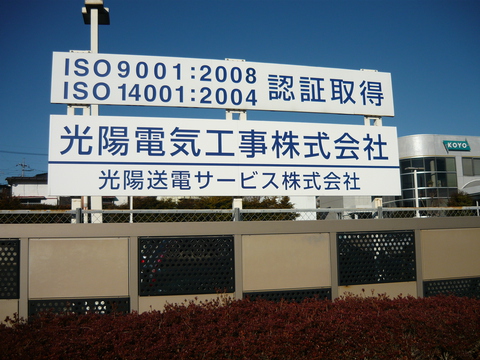 ISO9001:2008
ISO14001:2004
認証取得
光陽電気工事株式会社
光陽送電サービス株式会社
KOYO